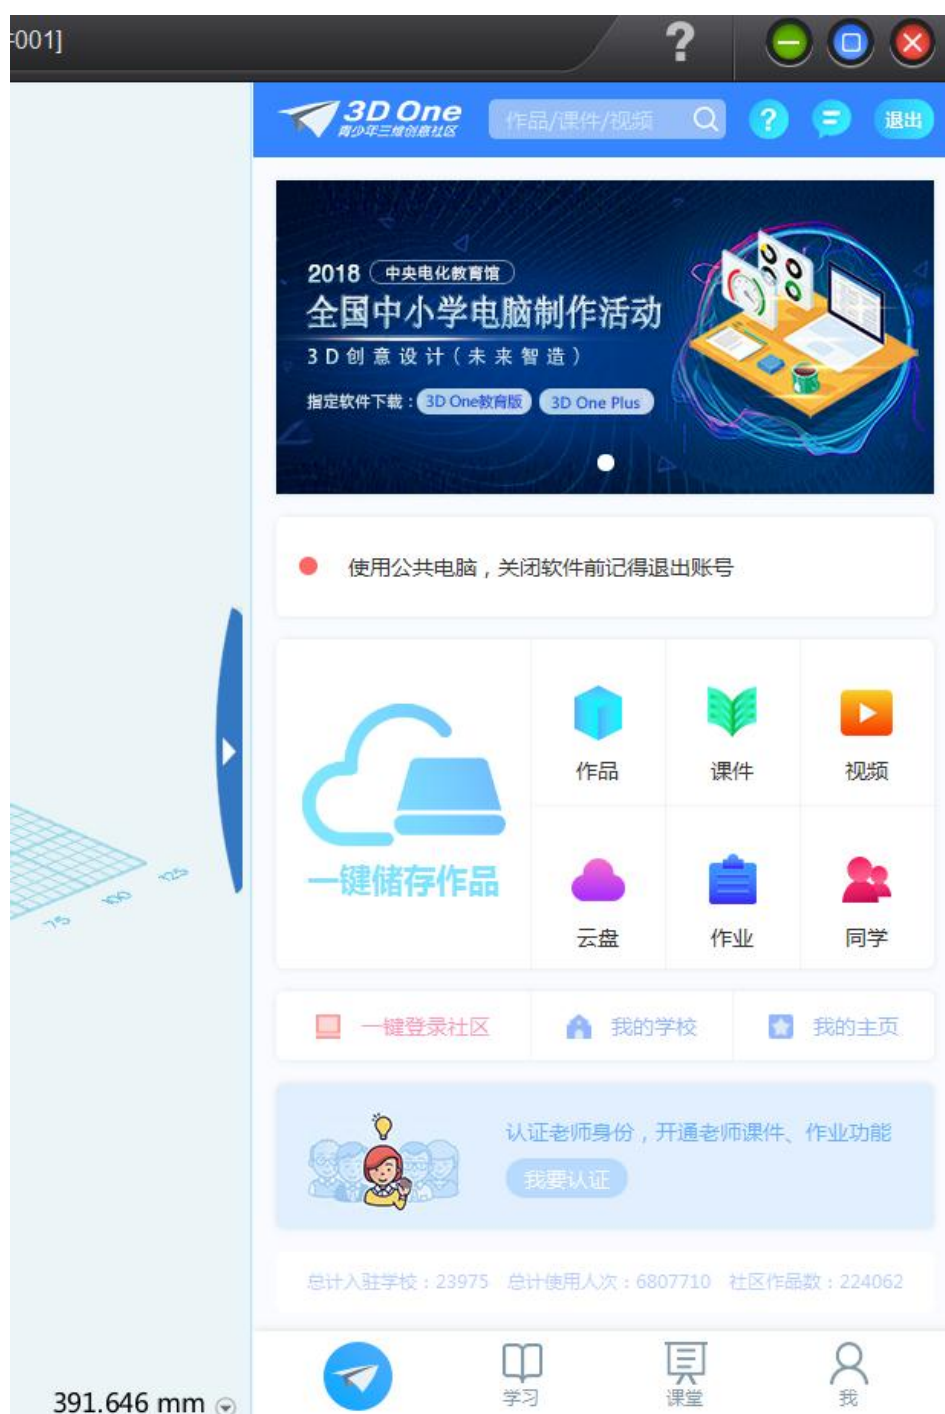 001]
?
3D One
青少年三维创意社区
作品/课件/视频
?
退出
2018 中央电化教育馆
全国中小学电脑制作活动
3D创意设计(未来智造)
指定软件下载：3D One教育版 3D One Plus
使用公共电脑，关闭软件前记得退出账号
一键储存作品
作品 课件 视频
云盘 作业 同学
75 100 125
一键登录社区 我的学校 我的主页
认证老师身份，开通老师课件、作业功能
我要认证
总计入驻学校：23975 总计使用人次：6807710 社区作品数：224062
学习 课堂 我
391.646 mm